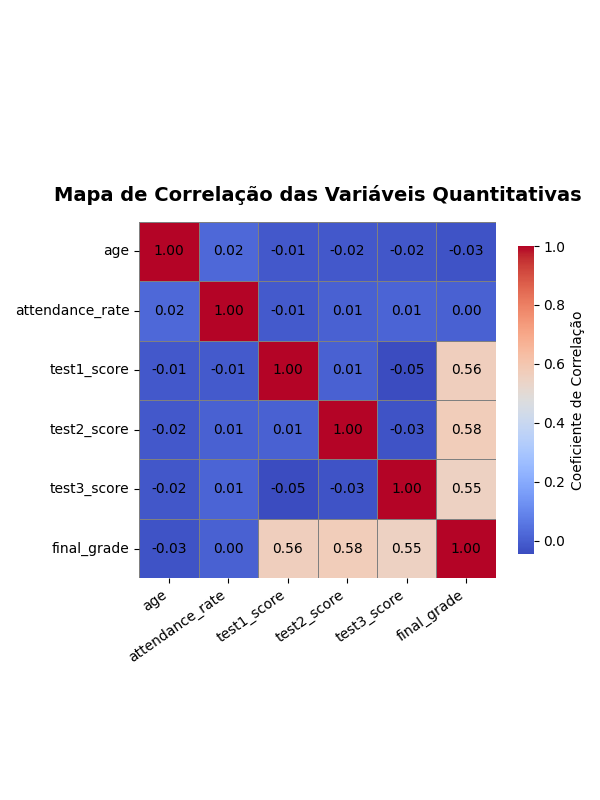 Mapa de Correlação das Variáveis Quantitativas
age 1.00 0.02 -0.01 -0.02 -0.02 -0.03
attendance_rate 0.02 1.00 -0.01 0.01 0.01 0.00
test1_score -0.01 -0.01 1.00 0.01 -0.05 0.56
test2_score -0.02 0.01 0.01 1.00 -0.03 0.58
test3_score -0.02 0.01 -0.05 -0.03 1.00 0.55
final_grade -0.03 0.00 0.56 0.58 0.55 1.00
age attendance_rate test1_score test2_score test3_score final_grade
1.0
0.8
0.6
0.4
0.2
0.0
Coeficiente de Correlação